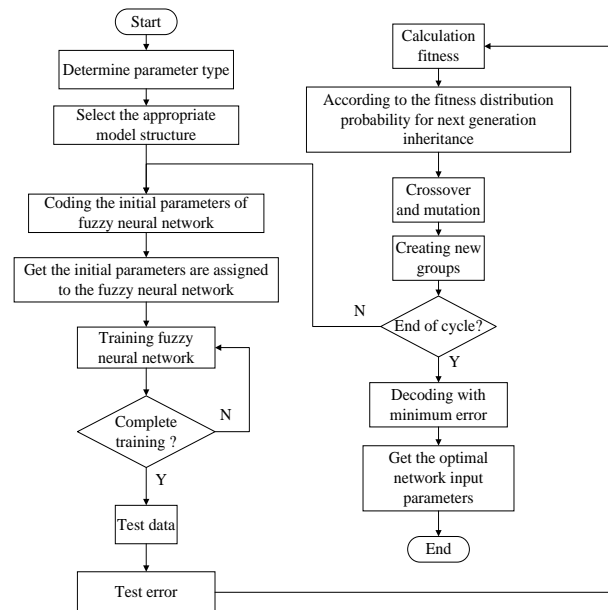 Start
Determine parameter type
Select the appropriate
model structure
Coding the initial parameters of
fuzzy neural network
Get the initial parameters are assigned
to the fuzzy neural network
Training fuzzy
neural network
N
Complete
training ?
Y
Test data
Test error
Calculation
fitness
According to the fitness distribution
probability for next generation
inheritance
Crossover
and mutation
Creating new
groups
N
End of cycle?
Y
Decoding with
minimum error
Get the optimal
network input
parameters
End